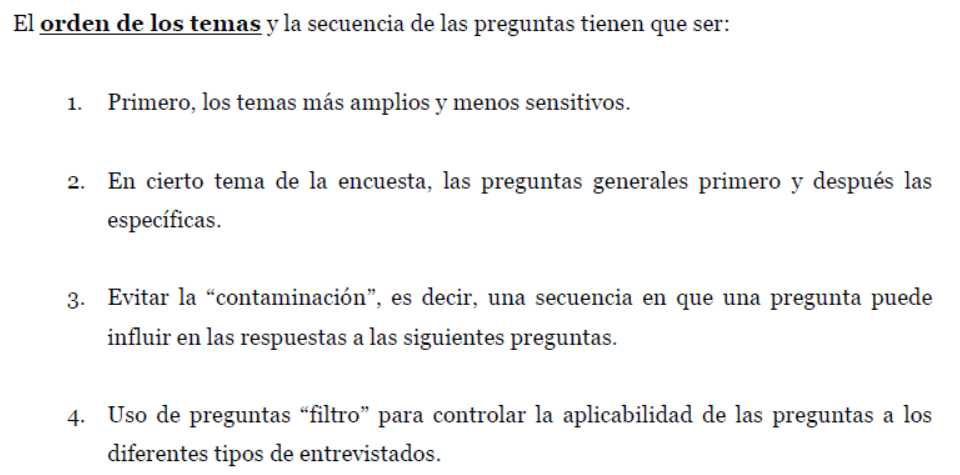 El orden de los temas y la secuencia de las preguntas tienen que ser:
1. Primero, los temas más amplios y menos sensitivos.
2. En cierto tema de la encuesta, las preguntas generales primero y después las
específicas.
3. Evitar la “contaminación”, es decir, una secuencia en que una pregunta puede
influir en las respuestas a las siguientes preguntas.
4. Uso de preguntas “filtro” para controlar la aplicabilidad de las preguntas a los
diferentes tipos de entrevistados.